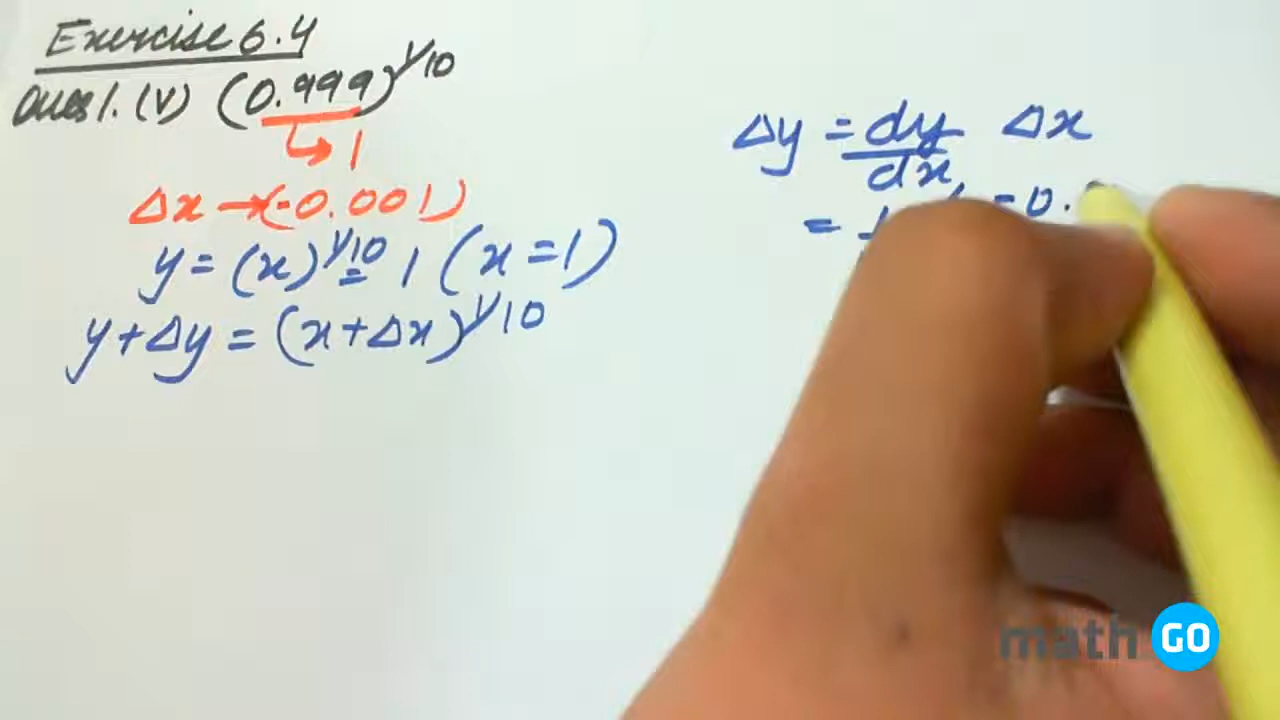 Exercise 6.4
Ques 1. (V) (0.999)^1/10
↳ 1
Δx → (-0.001)
y = (x)^1/10 = 1 (x = 1)
y + Δy = (x + Δx)^1/10
Δy = dy/dx Δx
=
math GO